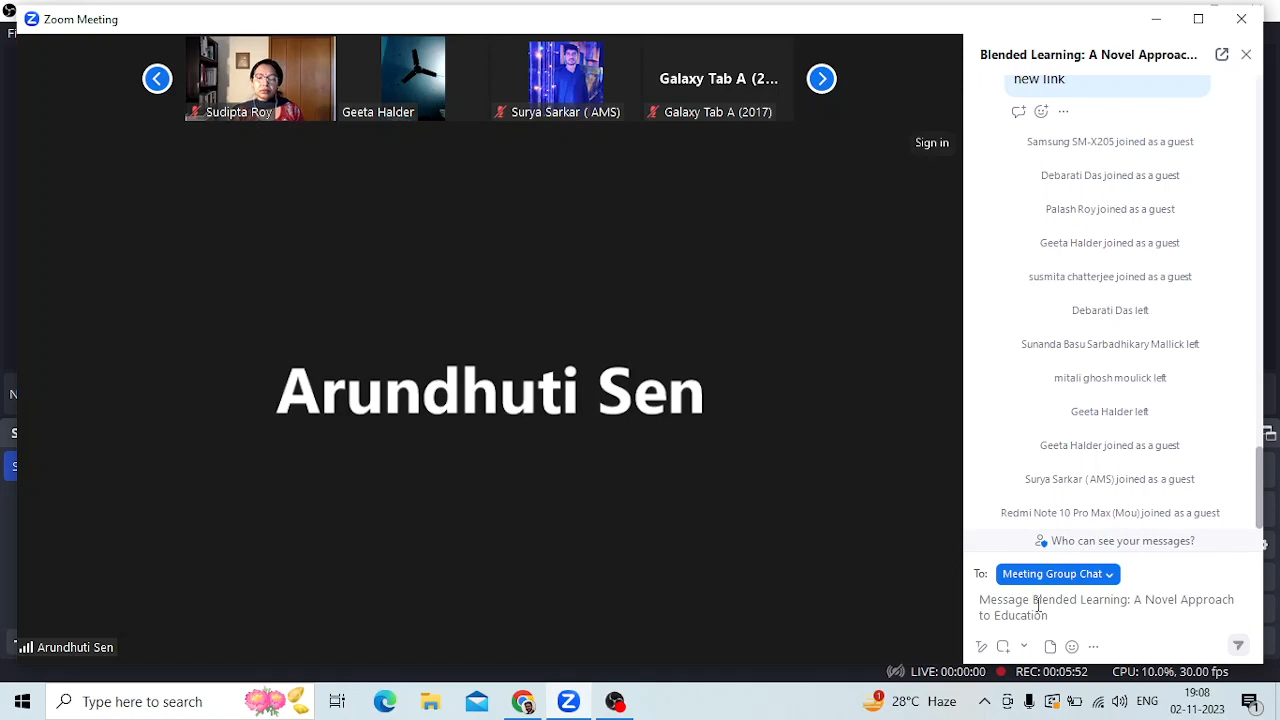 Zoom Meeting
Sudipta Roy
Geeta Halder
Surya Sarkar ( AMS)
Galaxy Tab A (2...
Galaxy Tab A (2017)
Sign in
Arundhuti Sen
Arundhuti Sen
Blended Learning: A Novel Approac...
new link
Samsung SM-X205 joined as a guest
Debarati Das joined as a guest
Palash Roy joined as a guest
Geeta Halder joined as a guest
susmita chatterjee joined as a guest
Debarati Das left
Sunanda Basu Sarbadhikary Mallick left
mitali ghosh moulick left
Geeta Halder left
Geeta Halder joined as a guest
Surya Sarkar ( AMS) joined as a guest
Redmi Note 10 Pro Max (Mou) joined as a guest
Who can see your messages?
To: Meeting Group Chat
Message Blended Learning: A Novel Approach
to Education
LIVE: 00:00:00 REC: 00:05:52 CPU: 10.0%, 30.00 fps
Type here to search
1
28°C Haze
ENG
19:08
02-11-2023
1